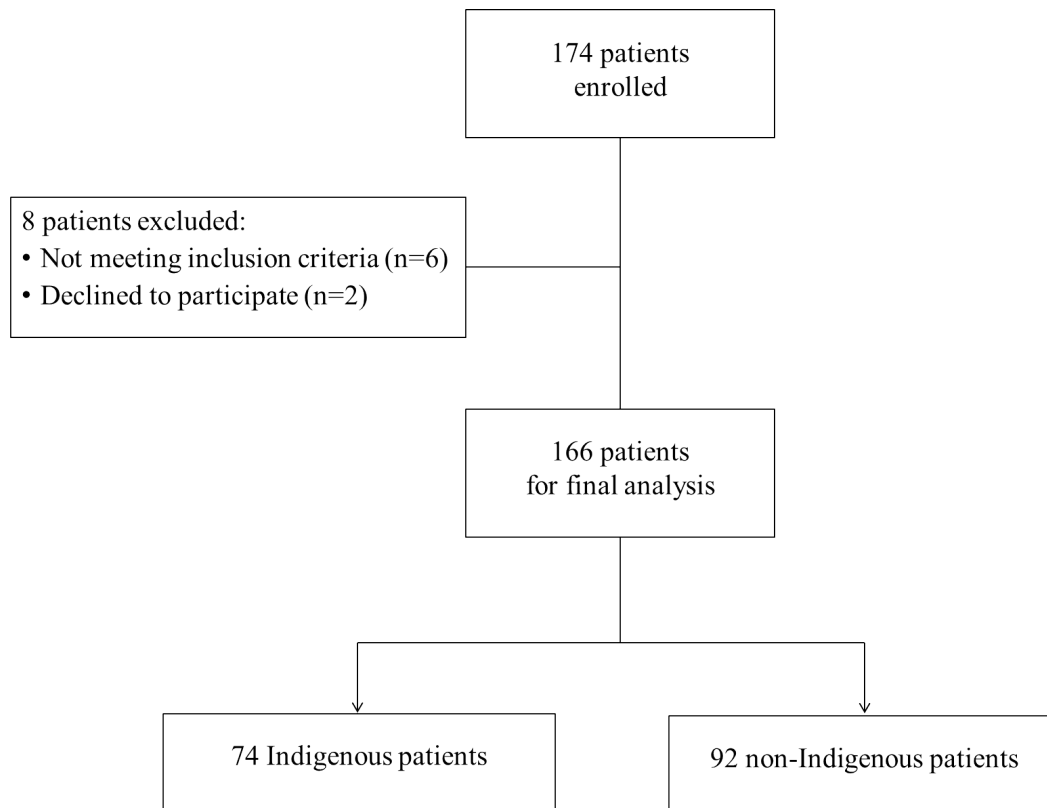 174 patients
enrolled
8 patients excluded:
• Not meeting inclusion criteria (n=6)
• Declined to participate (n=2)
166 patients
for final analysis
74 Indigenous patients
92 non-Indigenous patients